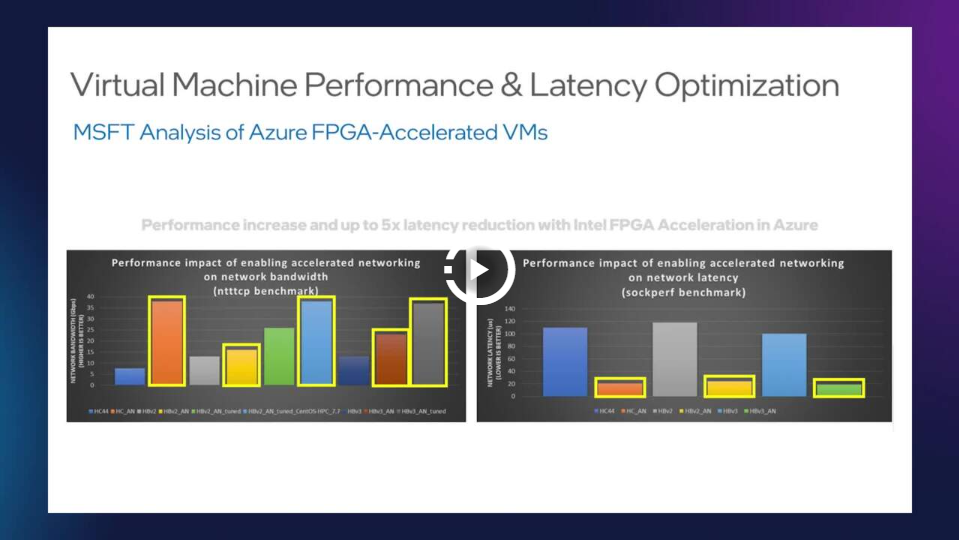 Virtual Machine Performance & Latency Optimization
MSFT Analysis of Azure FPGA-Accelerated VMs
Performance increase and up to 5x latency reduction with Intel FPGA Acceleration in Azure
Performance impact of enabling accelerated networking
on network bandwidth
(ntttcp benchmark)
NETWORK BANDWIDTH (Gbps)
(HIGHER IS BETTER)
40
35
30
25
20
15
10
5
0
HC44 HC_AN HBv2 HBv2_AN HBv2_AN_tuned HBv2_AN_tuned_CentOS-HPC_7.7 HBv3 HBv3_AN HBv3_AN_tuned
Performance impact of enabling accelerated networking
on network latency
(sockperf benchmark)
NETWORK LATENCY (us)
(LOWER IS BETTER)
140
120
100
80
60
40
20
0
HC44 HC_AN HBv2 HBv2_AN HBv3 HBv3_AN